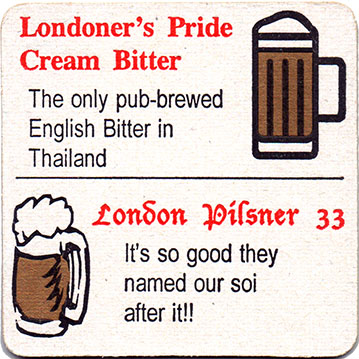 Londoner's Pride
Cream Bitter
The only pub-brewed
English Bitter in
Thailand
London Pilsner 33
It's so good they
named our soi
after it!!